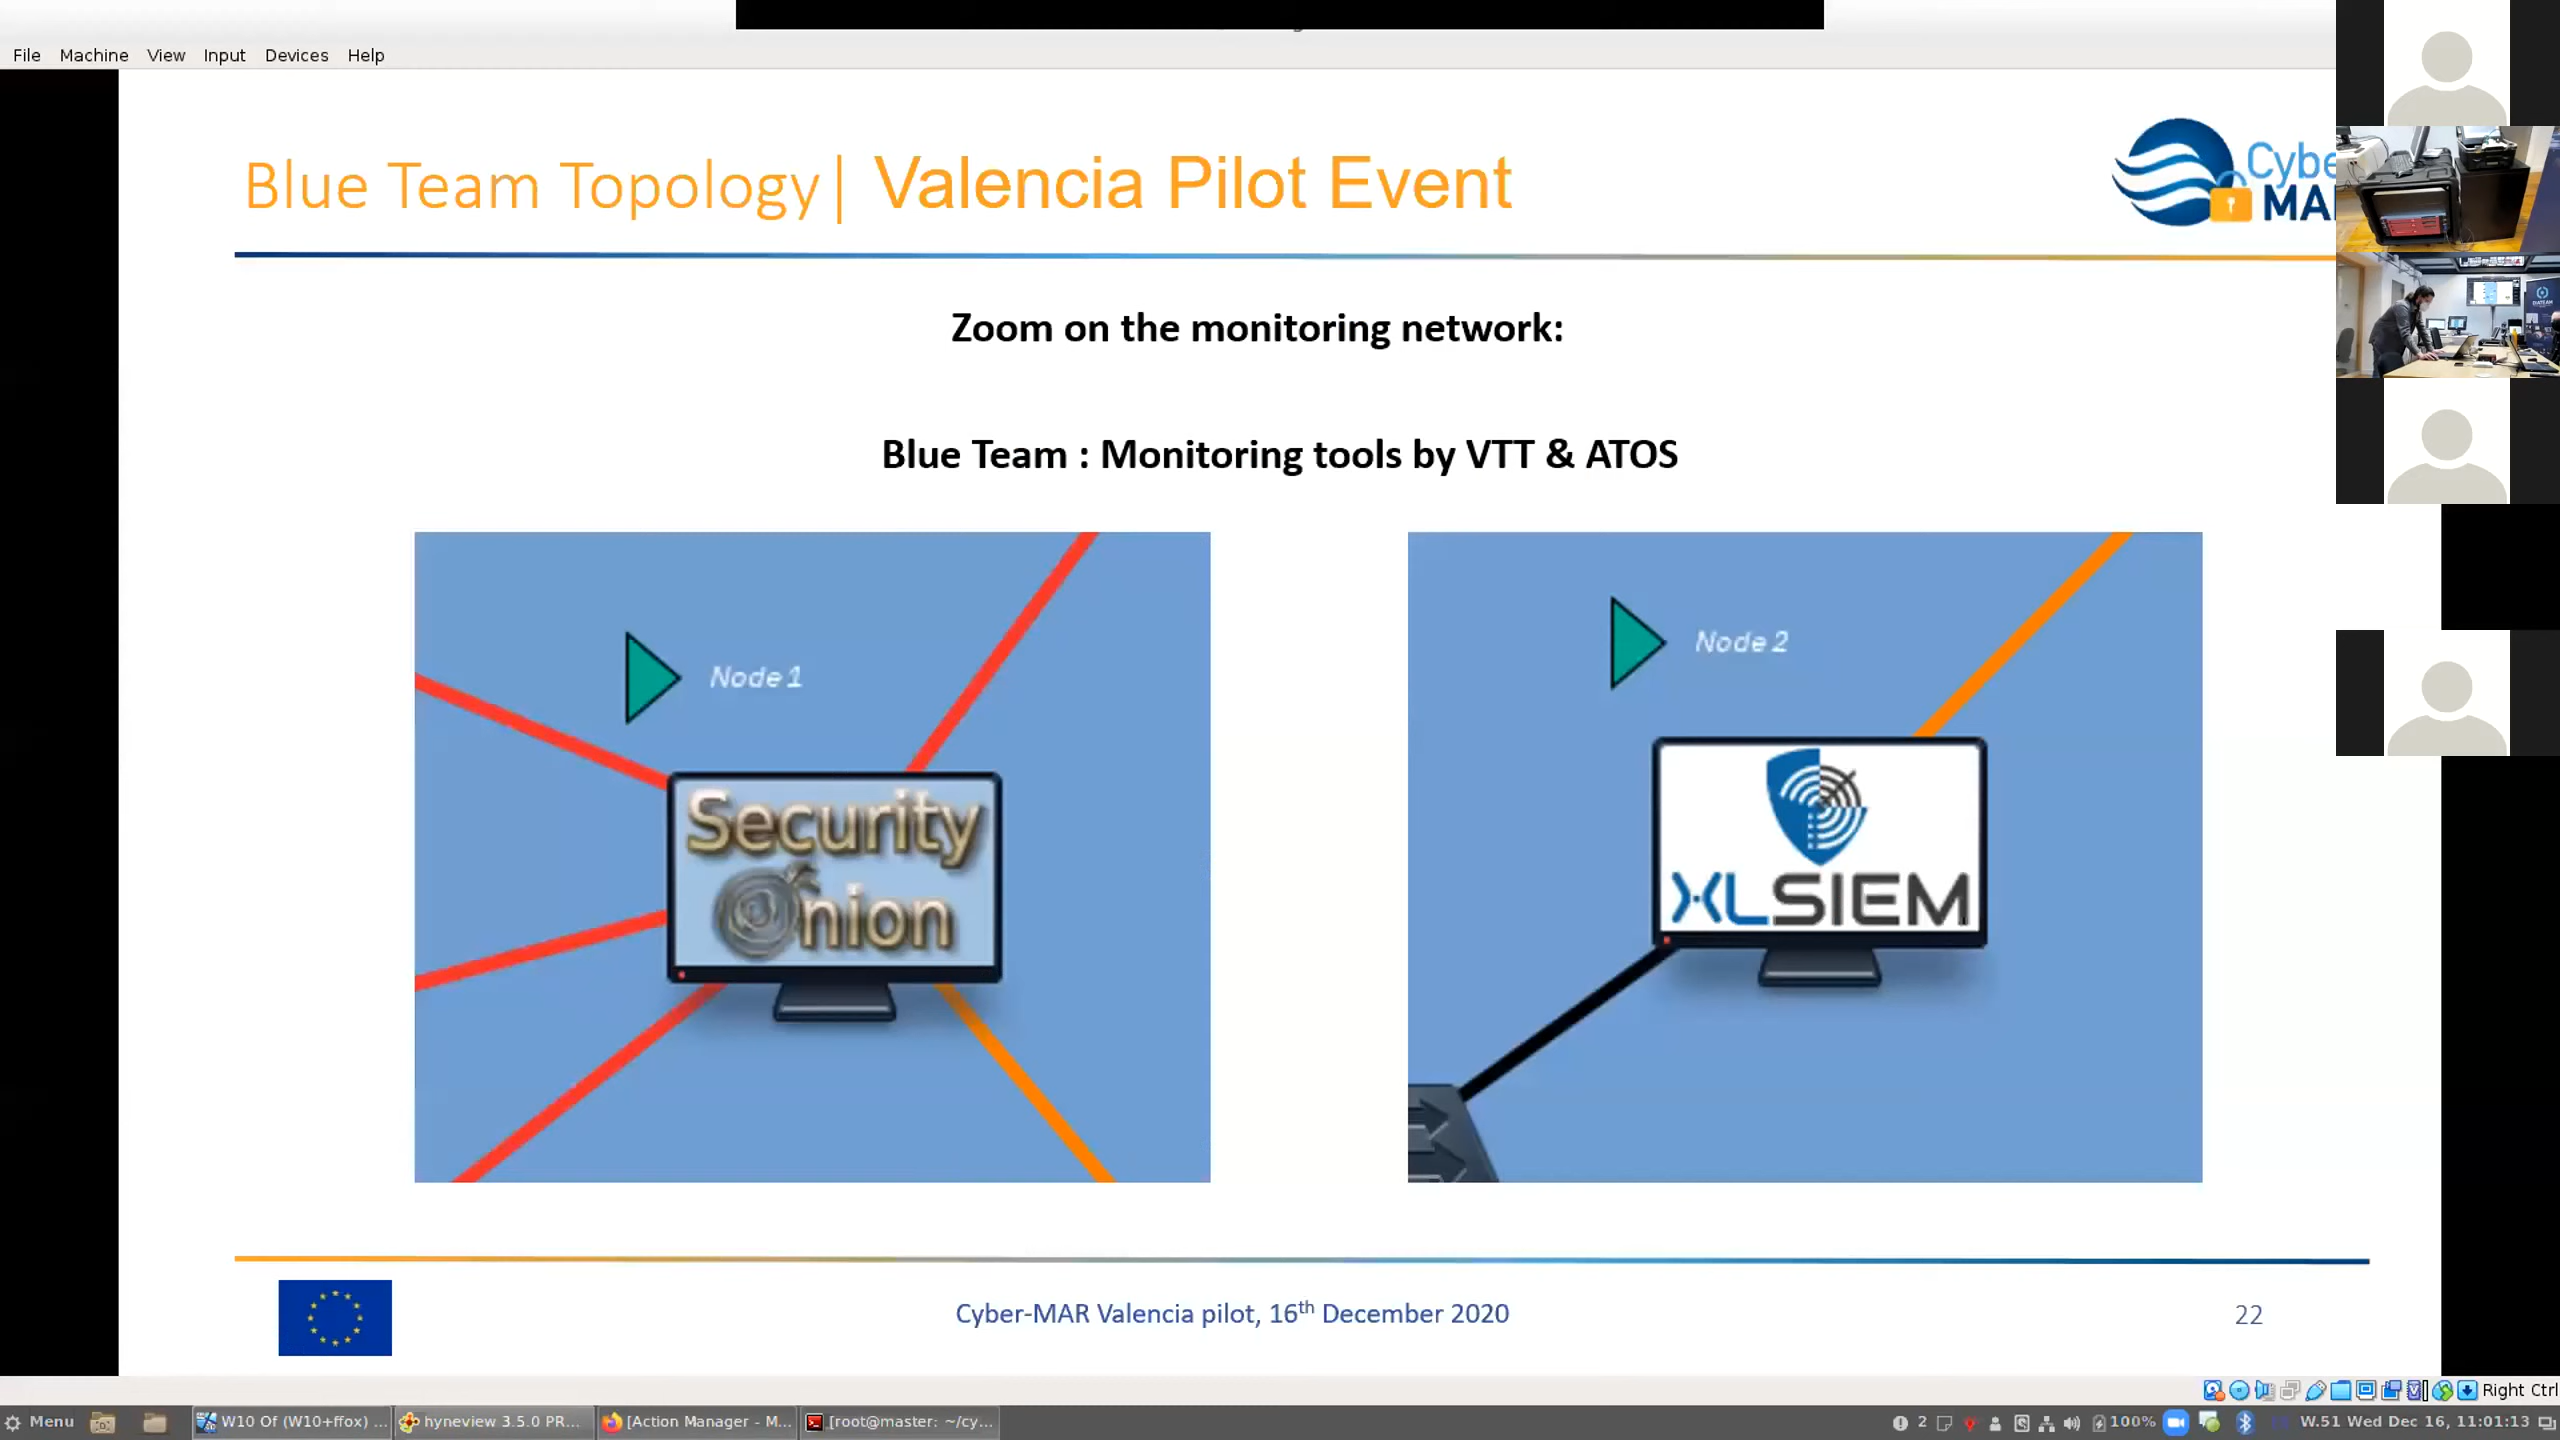 File Machine View Input Devices Help
Blue Team Topology| Valencia Pilot Event
Zoom on the monitoring network:
Blue Team : Monitoring tools by VTT & ATOS
Node 1
Security
Onion
Node 2
XLSIEM
Cyber-MAR Valencia pilot, 16th December 2020
22
Right Ctrl
Menu
W10 Of (W10+ffox) ...
hyneview 3.5.0 PR...
[Action Manager - M...
[root@master: ~/cy...
2
100%
W.51 Wed Dec 16, 11:01:13